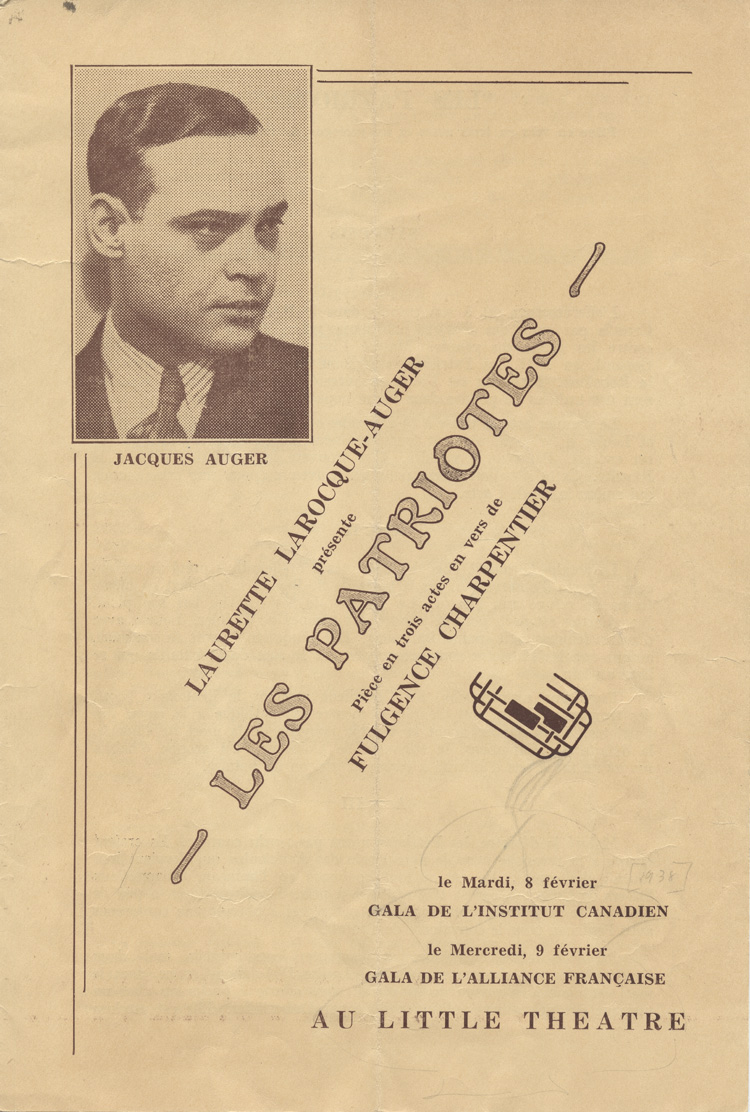 JACQUES AUGER
LAURETTE LAROCQUE-AUGER
présente
— LES PATRIOTES —
Pièce en trois actes en vers de
FULGENCE CHARPENTIER
le Mardi, 8 février [1938]
GALA DE L'INSTITUT CANADIEN
le Mercredi, 9 février
GALA DE L'ALLIANCE FRANÇAISE
AU LITTLE THEATRE